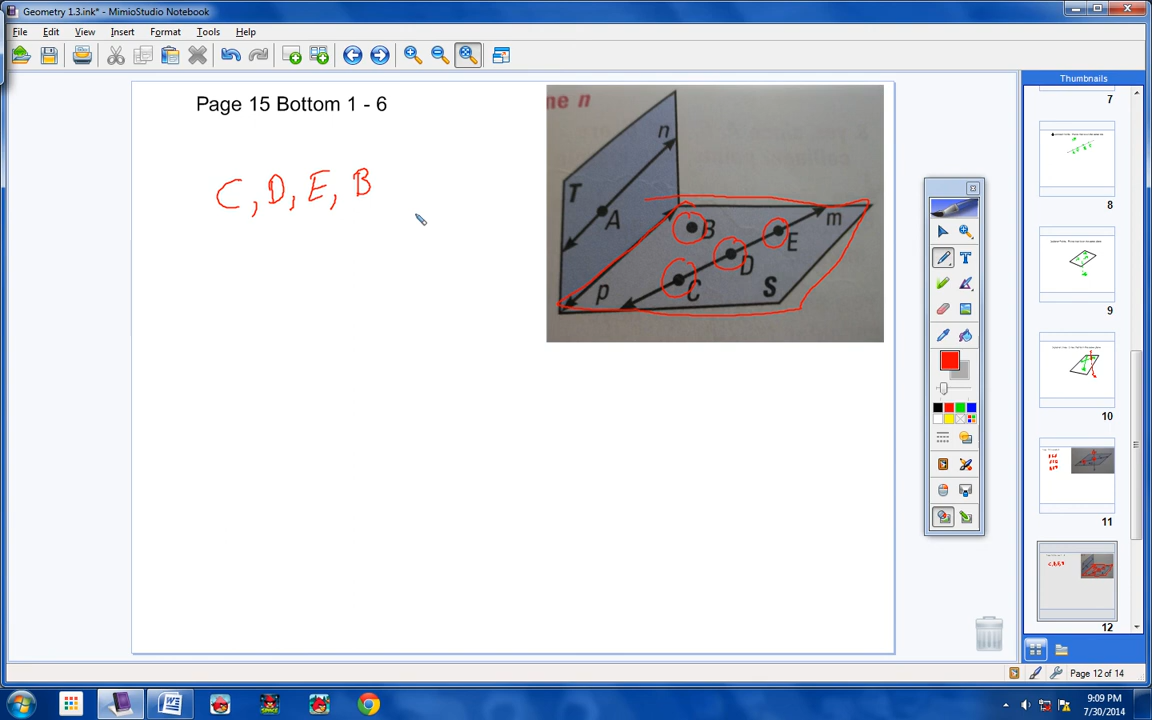 Geometry 1.3.ink* - MimioStudio Notebook
File Edit View Insert Format Tools Help
Thumbnails
Page 15 Bottom 1 - 6
C, D, E, B
ne n
n
T
A
B
m
E
D
C
p
S
7
8
9
10
11
12
Page 12 of 14
9:09 PM
7/30/2014